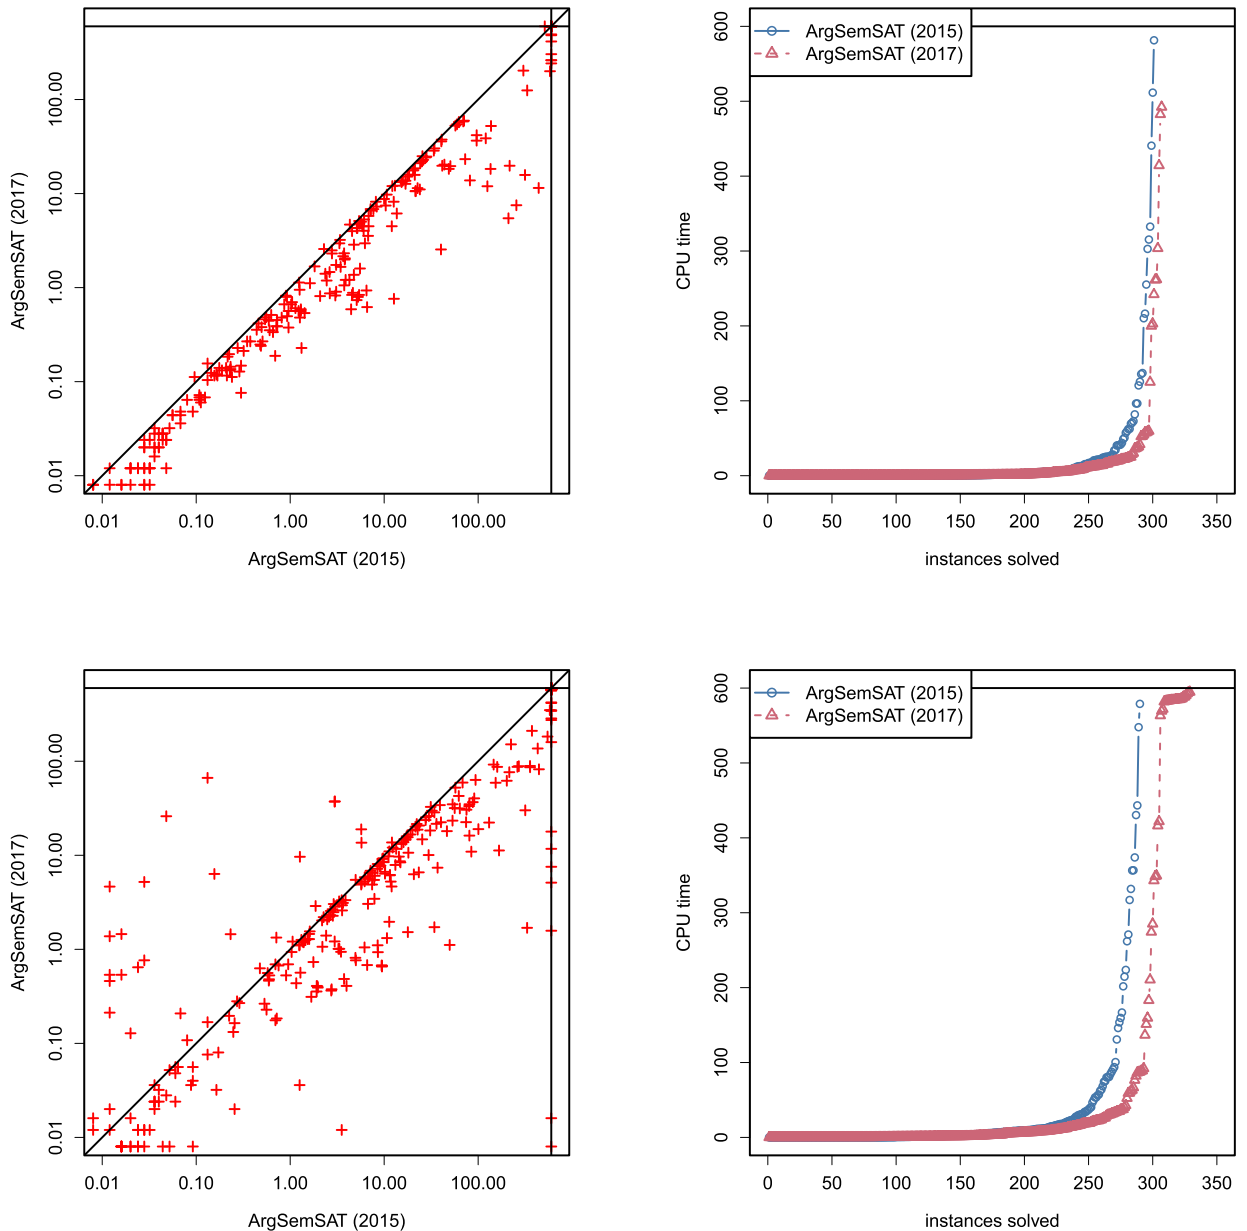 ArgSemSAT (2017)
100.00
10.00
1.00
0.10
0.01
0.01 0.10 1.00 10.00 100.00
ArgSemSAT (2015)
ArgSemSAT (2015)
ArgSemSAT (2017)
CPU time
600
500
400
300
200
100
0
0 50 100 150 200 250 300 350
instances solved
ArgSemSAT (2017)
100.00
10.00
1.00
0.10
0.01
0.01 0.10 1.00 10.00 100.00
ArgSemSAT (2015)
ArgSemSAT (2015)
ArgSemSAT (2017)
CPU time
600
500
400
300
200
100
0
0 50 100 150 200 250 300 350
instances solved